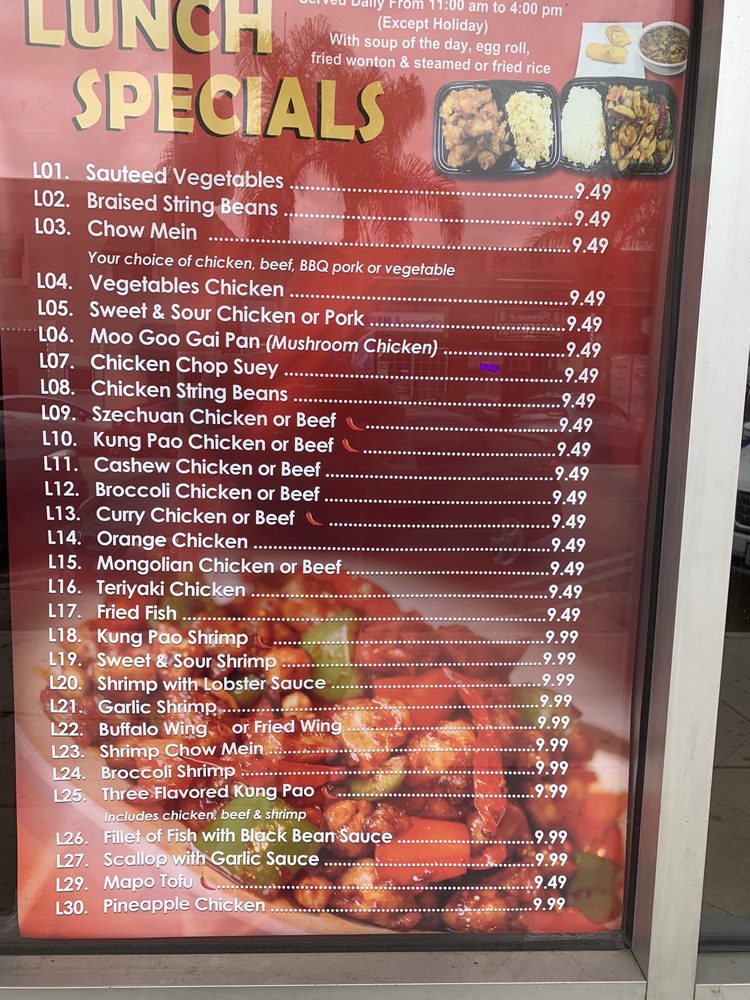 LUNCH
SPECIALS
Served Daily From 11:00 am to 4:00 pm
(Except Holiday)
With soup of the day, egg roll,
fried wonton & steamed or fried rice
L01. Sauteed Vegetables 9.49
L02. Braised String Beans 9.49
L03. Chow Mein 9.49
Your choice of chicken, beef, BBQ pork or vegetable
L04. Vegetables Chicken 9.49
L05. Sweet & Sour Chicken or Pork 9.49
L06. Moo Goo Gai Pan (Mushroom Chicken) 9.49
L07. Chicken Chop Suey 9.49
L08. Chicken String Beans 9.49
L09. Szechuan Chicken or Beef 9.49
L10. Kung Pao Chicken or Beef 9.49
L11. Cashew Chicken or Beef 9.49
L12. Broccoli Chicken or Beef 9.49
L13. Curry Chicken or Beef 9.49
L14. Orange Chicken 9.49
L15. Mongolian Chicken or Beef 9.49
L16. Teriyaki Chicken 9.49
L17. Fried Fish 9.49
L18. Kung Pao Shrimp 9.99
L19. Sweet & Sour Shrimp 9.99
L20. Shrimp with Lobster Sauce 9.99
L21. Garlic Shrimp 9.99
L22. Buffalo Wing or Fried Wing 9.99
L23. Shrimp Chow Mein 9.99
L24. Broccoli Shrimp 9.99
L25. Three Flavored Kung Pao 9.99
Includes chicken, beef & shrimp
L26. Fillet of Fish with Black Bean Sauce 9.99
L27. Scallop with Garlic Sauce 9.99
L29. Mapo Tofu 9.49
L30. Pineapple Chicken 9.99